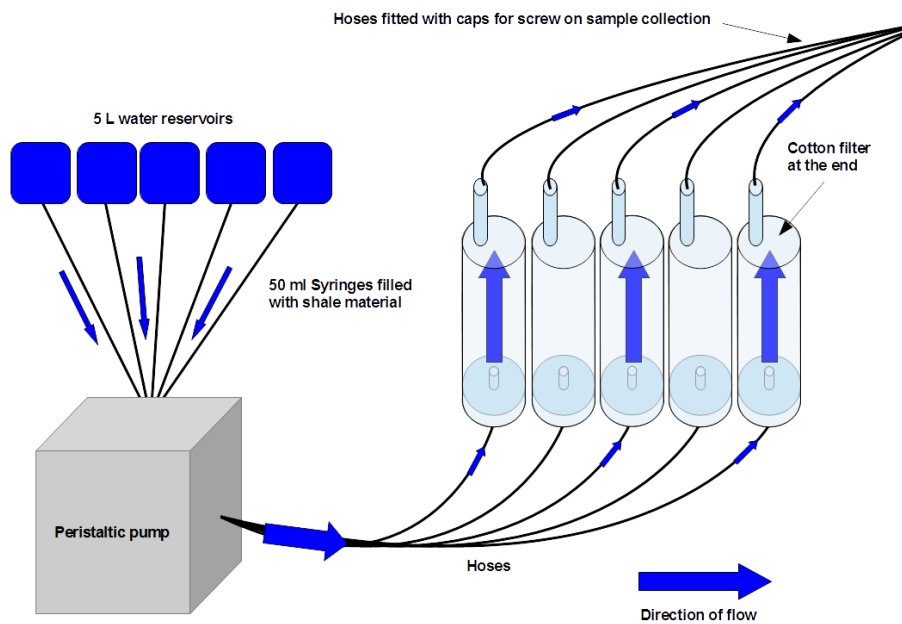 Hoses fitted with caps for screw on sample collection
5 L water reservoirs
Cotton filter
at the end
50 ml Syringes filled
with shale material
Peristaltic pump
Hoses
Direction of flow